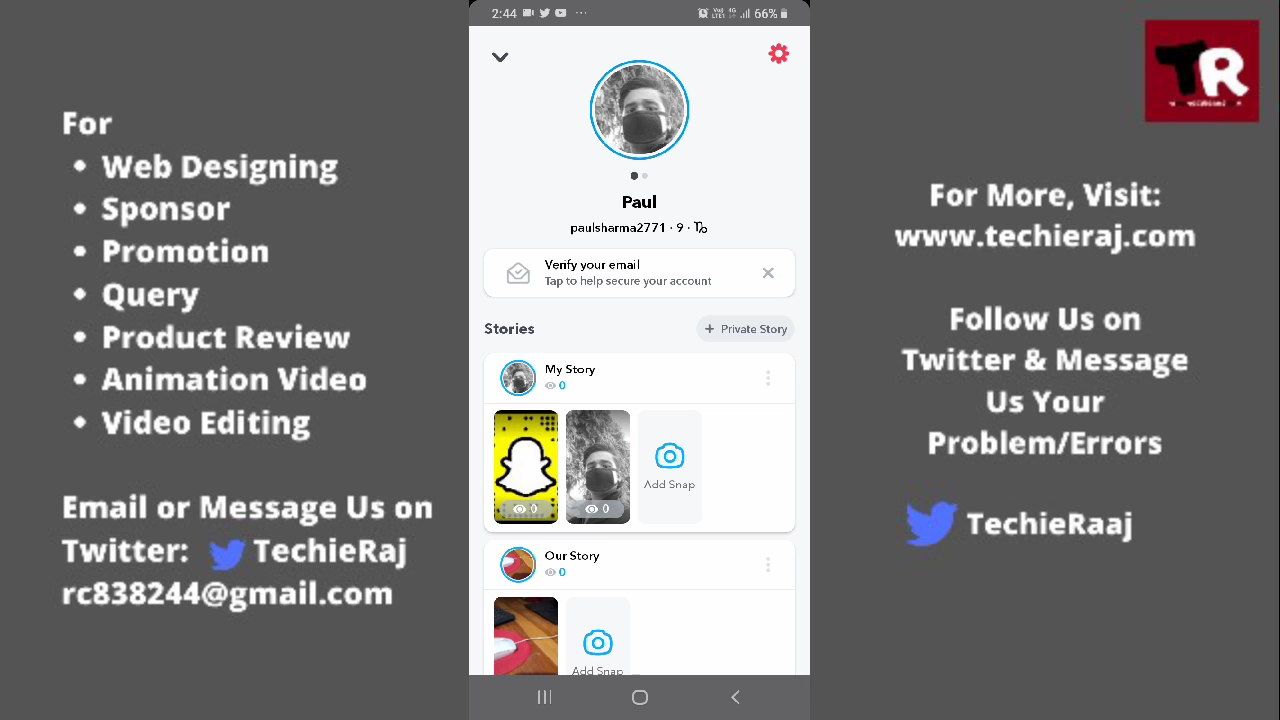 For
• Web Designing
• Sponsor
• Promotion
• Query
• Product Review
• Animation Video
• Video Editing
Email or Message Us on
Twitter: TechieRaj
rc838244@gmail.com
2:44
66%
Paul
paulsharma2771 · 9 · ♑
Verify your email
Tap to help secure your account
Stories
+ Private Story
My Story
0
0
0
Add Snap
Our Story
0
Add Snap
TR
For More, Visit:
www.techieraj.com
Follow Us on
Twitter & Message
Us Your
Problem/Errors
TechieRaaj